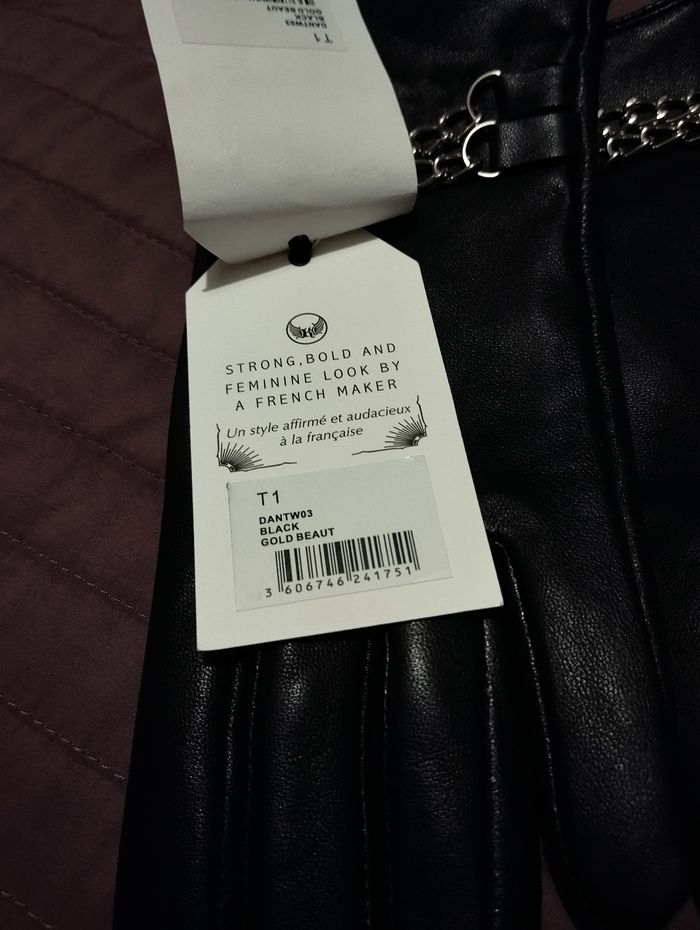 GOLD BEAUT
BLACK
DANTW03
T1
STRONG,BOLD AND
FEMININE LOOK BY
A FRENCH MAKER
Un style affirmé et audacieux
à la française
T1
DANTW03
BLACK
GOLD BEAUT
3 606746 241751